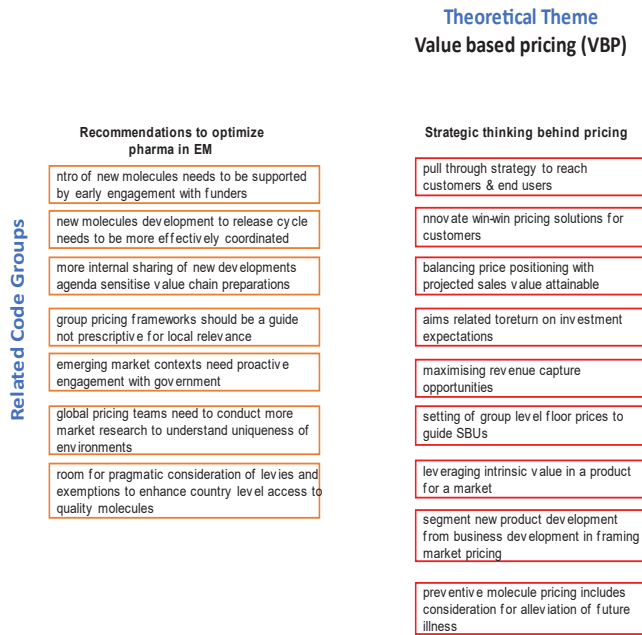 Theoretical Theme
Value based pricing (VBP)
Related Code Groups
Recommendations to optimize
pharma in EM
ntro of new molecules needs to be supported
by early engagement with funders
new molecules development to release cycle
needs to be more effectively coordinated
more internal sharing of new developments
agenda sensitise value chain preparations
group pricing frameworks should be a guide
not prescriptive for local relevance
emerging market contexts need proactive
engagement with government
global pricing teams need to conduct more
market research to understand uniqueness of
environments
room for pragmatic consideration of levies and
exemptions to enhance country level access to
quality molecules
Strategic thinking behind pricing
pull through strategy to reach
customers & end users
nnovate win-win pricing solutions for
customers
balancing price positioning with
projected sales value attainable
aims related toreturn on investment
expectations
maximising revenue capture
opportunities
setting of group level floor prices to
guide SBUs
leveraging intrinsic value in a product
for a market
segment new product development
from business development in framing
market pricing
preventive molecule pricing includes
consideration for alleviation of future
illness